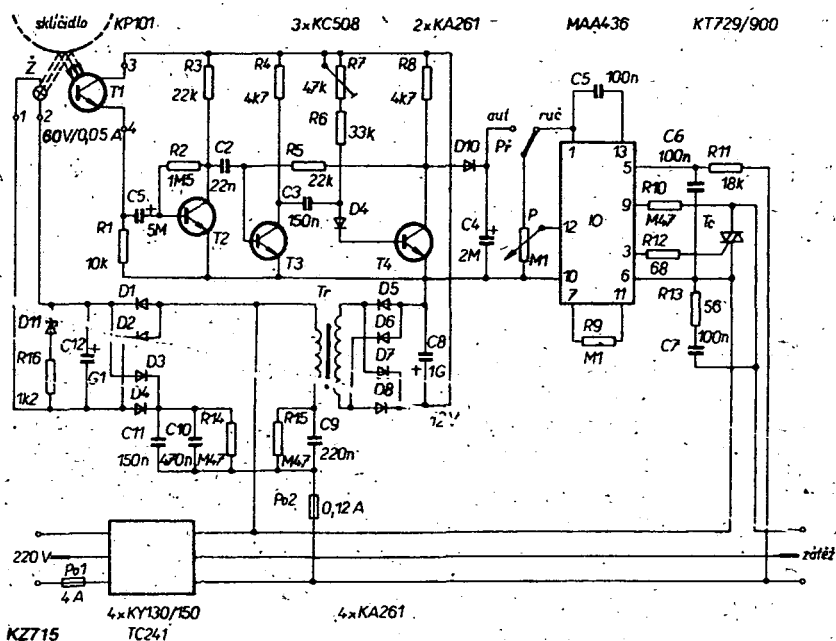 skličidlo KP101 3xKC508 2xKA261 MAA436 KT729/900
Ž T1 3 R3 22k R4 4k7 R7 47k R8 4k7 C5 100n
1 2 60V/0,05 A 4 R6 33k D10 aut Př ruč 1 13 C6 100n R11 18k
R2 1M5 C2 22n R5 22k 5 R10 M47 9
C5 + 5M T2 C3 150n D4 C4 + 2M P M1 12 IO 3 R12 68 Tc
R1 10k T3 T4 10 6
D1 Tr D5 7 11 R13 56
D11 D2 D6 R9 M1 C7 100n
R16 C12 + G1 D3 D7 C8 + 1G
1k2 D4 D8 12V
C11 150n C10 470n R14 M47 R15 M47 C9 220n
Po2 0,12 A
220 V zátěž
Po1 4 A
4xKY130/150 4xKA261
KZ715 TC241